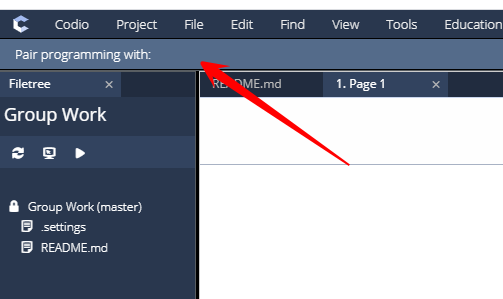 Codio Project File Edit Find View Tools Education
Pair programming with:
Filetree × README.md 1. Page 1 ×
Group Work
Group Work (master)
.settings
README.md